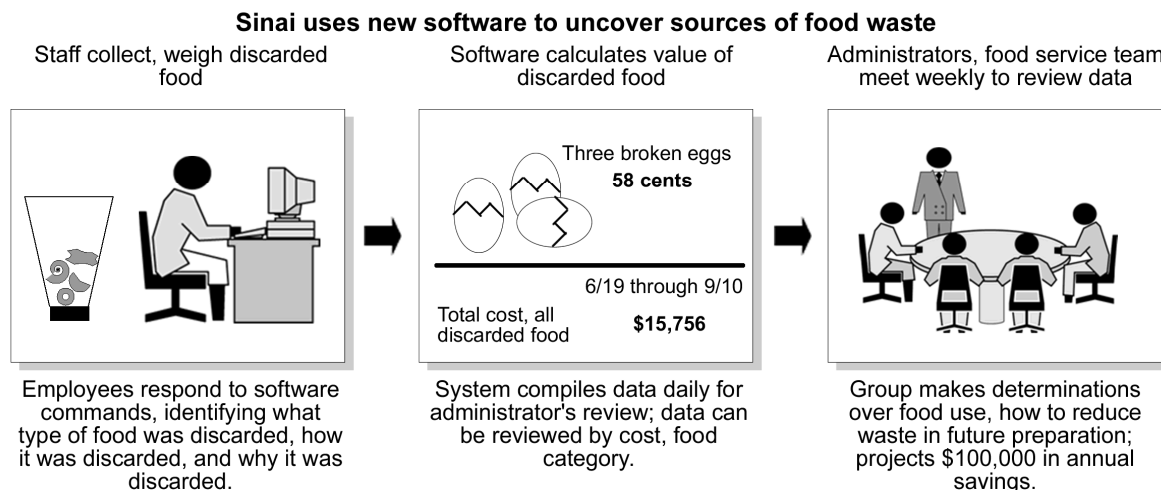 Sinai uses new software to uncover sources of food waste
Staff collect, weigh discarded
food
Software calculates value of
discarded food
Administrators, food service team
meet weekly to review data
Three broken eggs
58 cents
6/19 through 9/10
Total cost, all
discarded food
$15,756
Employees respond to software
commands, identifying what
type of food was discarded, how
it was discarded, and why it was
discarded.
System compiles data daily for
administrator's review; data can
be reviewed by cost, food
category.
Group makes determinations
over food use, how to reduce
waste in future preparation;
projects $100,000 in annual
savings.